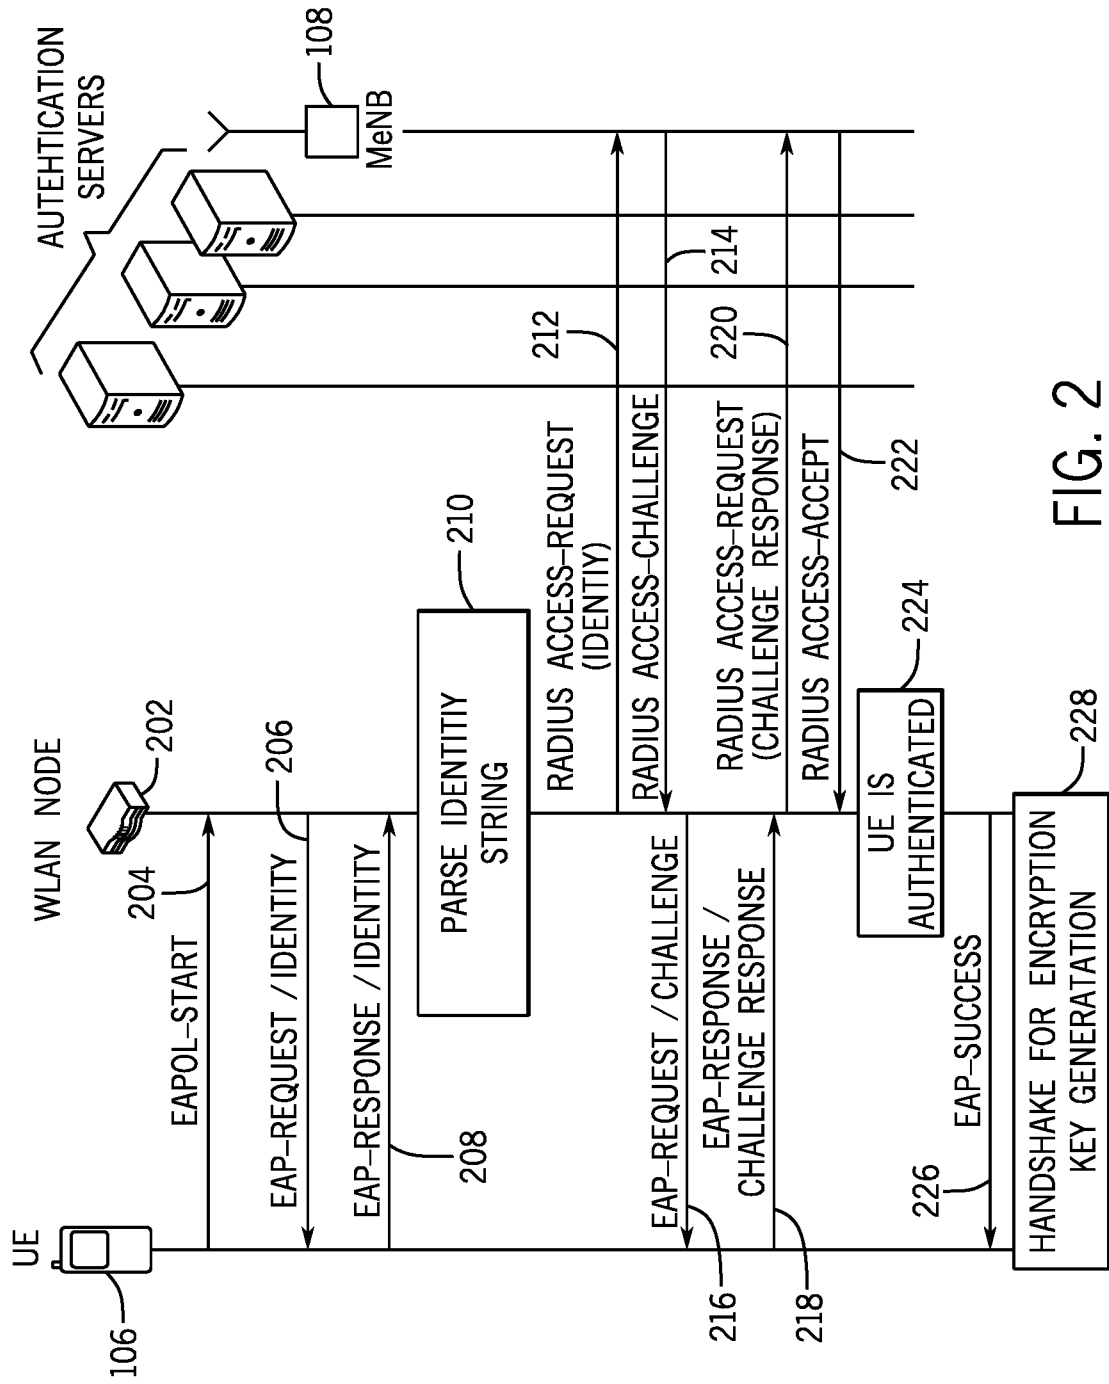 UE
106
WLAN NODE
202
AUTEHTICATION
SERVERS
108
MeNB
EAPOL–START
204
EAP–REQUEST / IDENTITY
206
EAP–RESPONSE / IDENTITY
208
PARSE IDENTITIY
STRING
210
RADIUS ACCESS–REQUEST
(IDENTIY)
212
RADIUS ACCESS–CHALLENGE
214
EAP–REQUEST / CHALLENGE
216
EAP–RESPONSE /
CHALLENGE RESPONSE
218
RADIUS ACCESS–REQUEST
(CHALLENGE RESPONSE)
220
RADIUS ACCESS–ACCEPT
222
UE IS
AUTHENTICATED
224
EAP–SUCCESS
226
HANDSHAKE FOR ENCRYPTION
KEY GENERATATION
228
FIG. 2